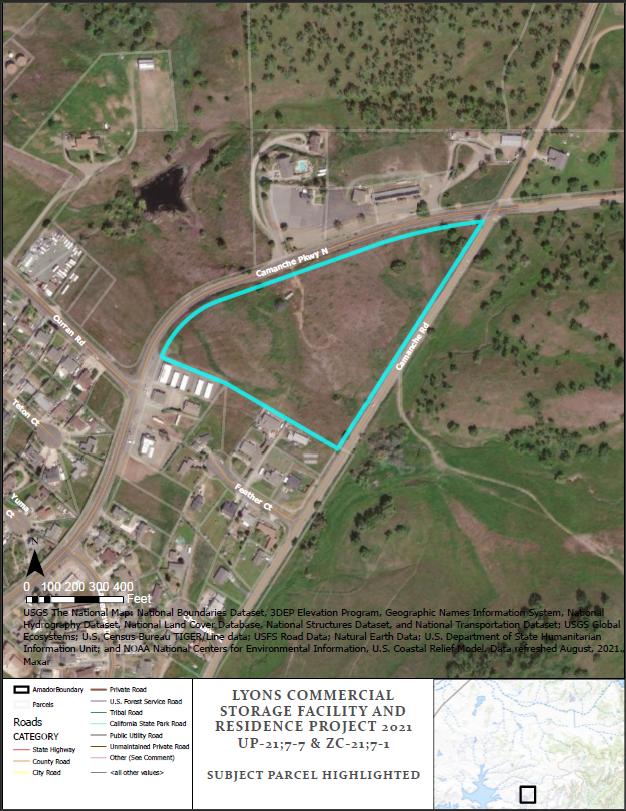 Camanche Pkwy N
Curran Rd
Camanche Rd
Teton Ct
Yuma
Ct
Feather Ct
N
0 100 200 300 400
Feet
USGS The National Map: National Boundaries Dataset, 3DEP Elevation Program, Geographic Names Information System, National
Hydrography Dataset, National Land Cover Database, National Structures Dataset, and National Transportation Dataset; USGS Global
Ecosystems; U.S. Census Bureau TIGER/Line data; USFS Road Data; Natural Earth Data; U.S. Department of State Humanitarian
Information Unit; and NOAA National Centers for Environmental Information, U.S. Coastal Relief Model. Data refreshed August, 2021.,
Maxar
AmadorBoundary
Parcels
Roads
CATEGORY
State Highway
County Road
City Road
Private Road
U.S. Forest Service Road
Tribal Road
California State Park Road
Public Utility Road
Unmaintained Private Road
Other (See Comment)
<all other values>
LYONS COMMERCIAL
STORAGE FACILITY AND
RESIDENCE PROJECT 2021
UP-21;7-7 & ZC-21;7-1
SUBJECT PARCEL HIGHLIGHTED